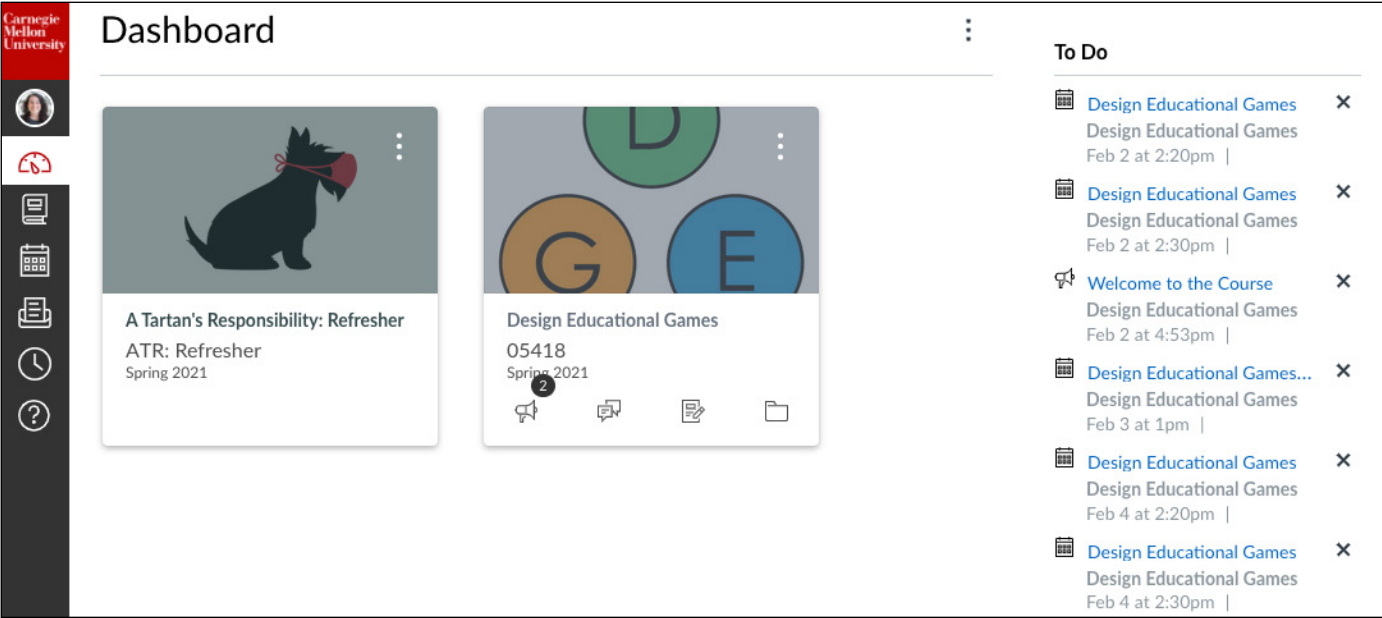 Carnegie
Mellon
University
Dashboard
A Tartan's Responsibility: Refresher
ATR: Refresher
Spring 2021
D
G E
Design Educational Games
05418
Spring 2021
2
To Do
Design Educational Games
Design Educational Games
Feb 2 at 2:20pm |
Design Educational Games
Design Educational Games
Feb 2 at 2:30pm |
Welcome to the Course
Design Educational Games
Feb 2 at 4:53pm |
Design Educational Games...
Design Educational Games
Feb 3 at 1pm |
Design Educational Games
Design Educational Games
Feb 4 at 2:20pm |
Design Educational Games
Design Educational Games
Feb 4 at 2:30pm |